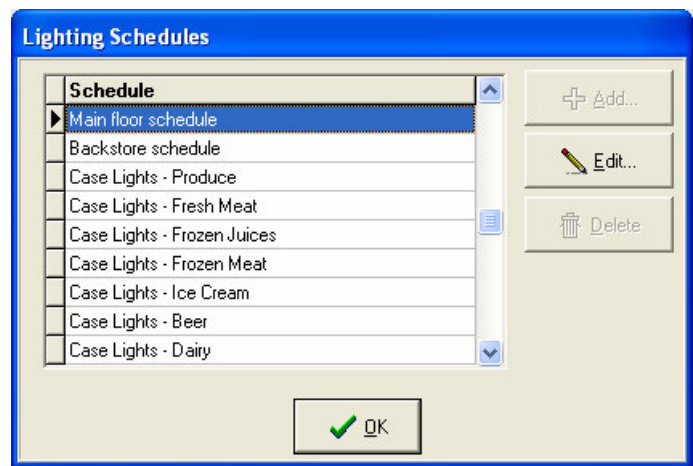 Lighting Schedules
Schedule
Main floor schedule
Backstore schedule
Case Lights - Produce
Case Lights - Fresh Meat
Case Lights - Frozen Juices
Case Lights - Frozen Meat
Case Lights - Ice Cream
Case Lights - Beer
Case Lights - Dairy
Add...
Edit...
Delete
OK